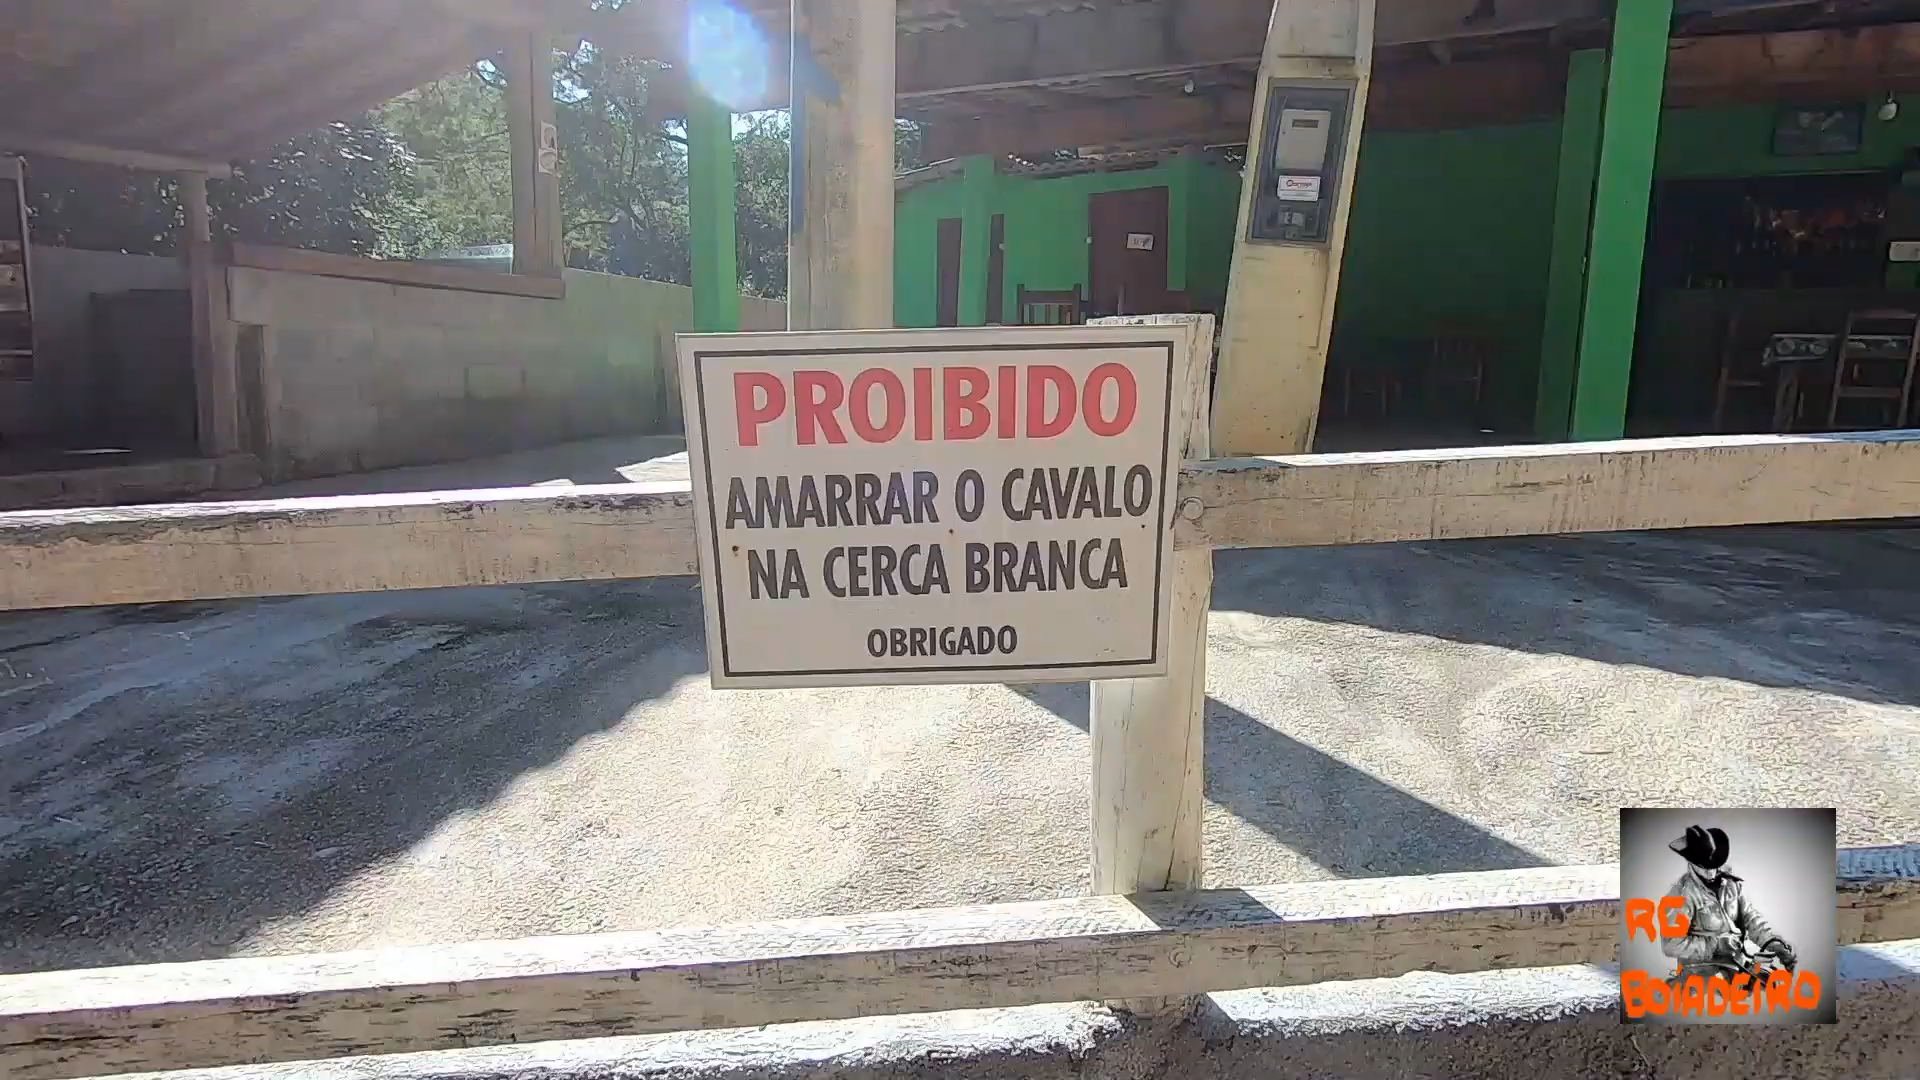 PROIBIDO
AMARRAR O CAVALO
NA CERCA BRANCA
OBRIGADO
RG
BOIADEIRO